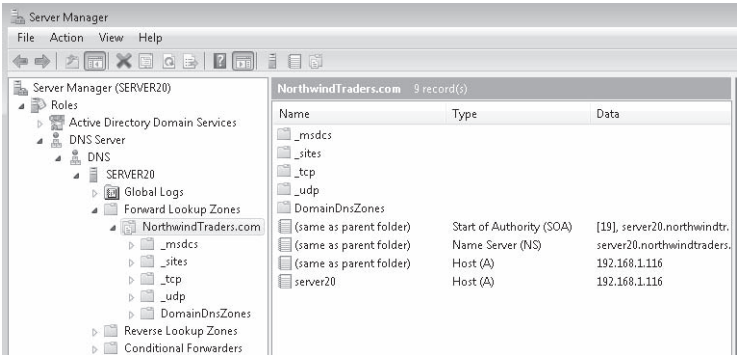 Server Manager
File Action View Help
Server Manager (SERVER20)
Roles
Active Directory Domain Services
DNS Server
DNS
SERVER20
Global Logs
Forward Lookup Zones
NorthwindTraders.com
_msdcs
_sites
_tcp
_udp
DomainDnsZones
Reverse Lookup Zones
Conditional Forwarders
NorthwindTraders.com 9 record(s)
Name Type Data
_msdcs
_sites
_tcp
_udp
DomainDnsZones
(same as parent folder) Start of Authority (SOA) [19], server20.northwindtr.
(same as parent folder) Name Server (NS) server20.northwindtraders.
(same as parent folder) Host (A) 192.168.1.116
server20 Host (A) 192.168.1.116